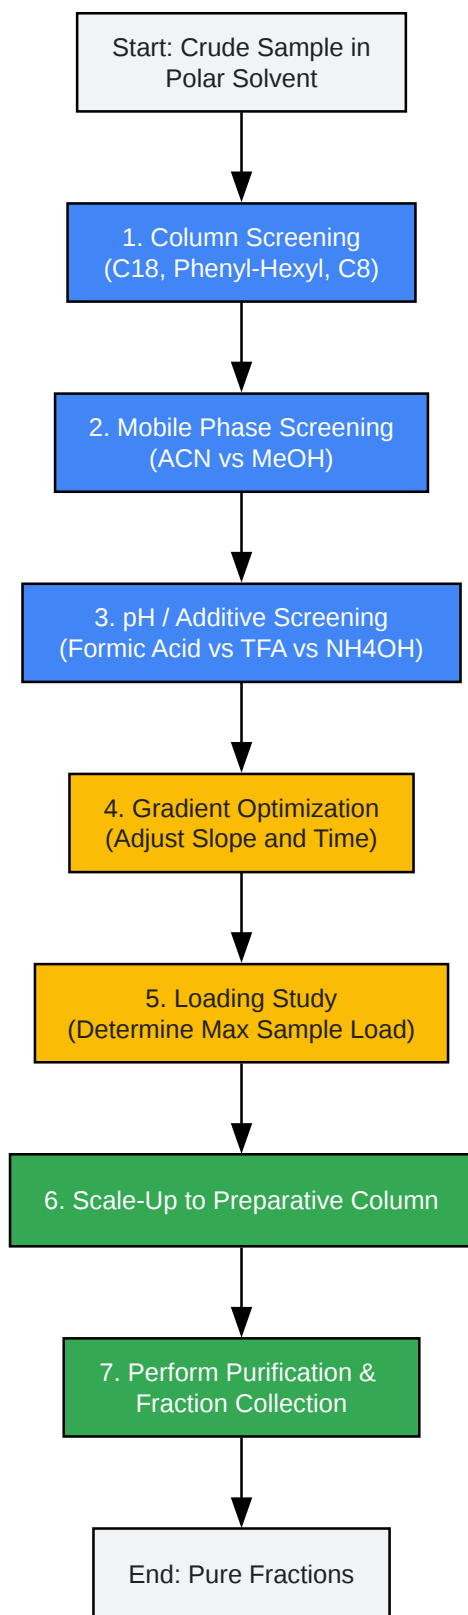 Start: Crude Sample in
Polar Solvent
1. Column Screening
(C18, Phenyl-Hexyl, C8)
2. Mobile Phase Screening
(ACN vs MeOH)
3. pH / Additive Screening
(Formic Acid vs TFA vs NH4OH)
4. Gradient Optimization
(Adjust Slope and Time)
5. Loading Study
(Determine Max Sample Load)
6. Scale-Up to Preparative Column
7. Perform Purification &
Fraction Collection
End: Pure Fractions